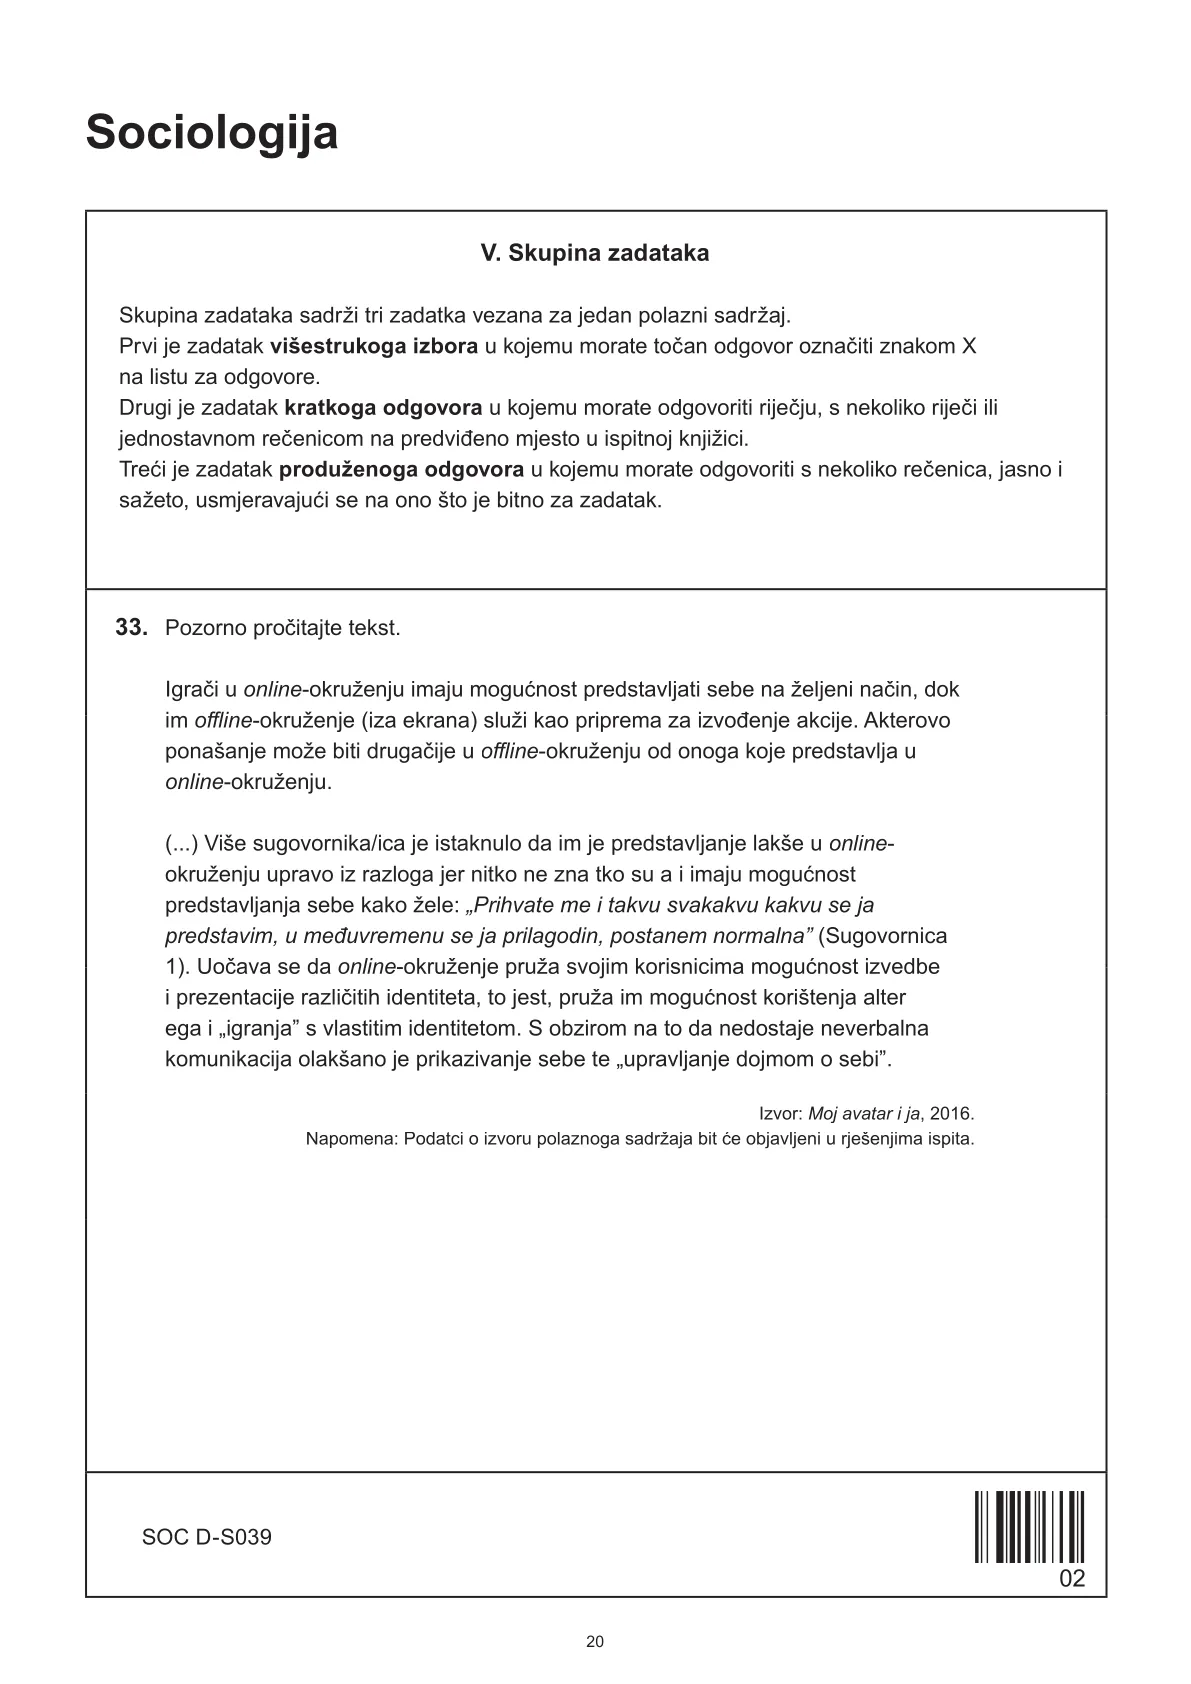 Sociologija
V. Skupina zadataka
Skupina zadataka sadrži tri zadatka vezana za jedan polazni sadržaj.
Prvi je zadatak višestrukoga izbora u kojemu morate točan odgovor označiti znakom X
na listu za odgovore.
Drugi je zadatak kratkoga odgovora u kojemu morate odgovoriti riječju, s nekoliko riječi ili
jednostavnom rečenicom na predviđeno mjesto u ispitnoj knjižici.
Treći je zadatak produženoga odgovora u kojemu morate odgovoriti s nekoliko rečenica, jasno i
sažeto, usmjeravajući se na ono što je bitno za zadatak.
33. Pozorno pročitajte tekst.
Igrači u online-okruženju imaju mogućnost predstavljati sebe na željeni način, dok
im offline-okruženje (iza ekrana) služi kao priprema za izvođenje akcije. Akterovo
ponašanje može biti drugačije u offline-okruženju od onoga koje predstavlja u
online-okruženju.
(...) Više sugovornika/ica je istaknulo da im je predstavljanje lakše u online-
okruženju upravo iz razloga jer nitko ne zna tko su a i imaju mogućnost
predstavljanja sebe kako žele: „Prihvate me i takvu svakakvu kakvu se ja
predstavim, u međuvremenu se ja prilagodin, postanem normalna” (Sugovornica
1). Uočava se da online-okruženje pruža svojim korisnicima mogućnost izvedbe
i prezentacije različitih identiteta, to jest, pruža im mogućnost korištenja alter
ega i „igranja” s vlastitim identitetom. S obzirom na to da nedostaje neverbalna
komunikacija olakšano je prikazivanje sebe te „upravljanje dojmom o sebi”.
Izvor: Moj avatar i ja, 2016.
Napomena: Podatci o izvoru polaznoga sadržaja bit će objavljeni u rješenjima ispita.
SOC D-S039
02
20